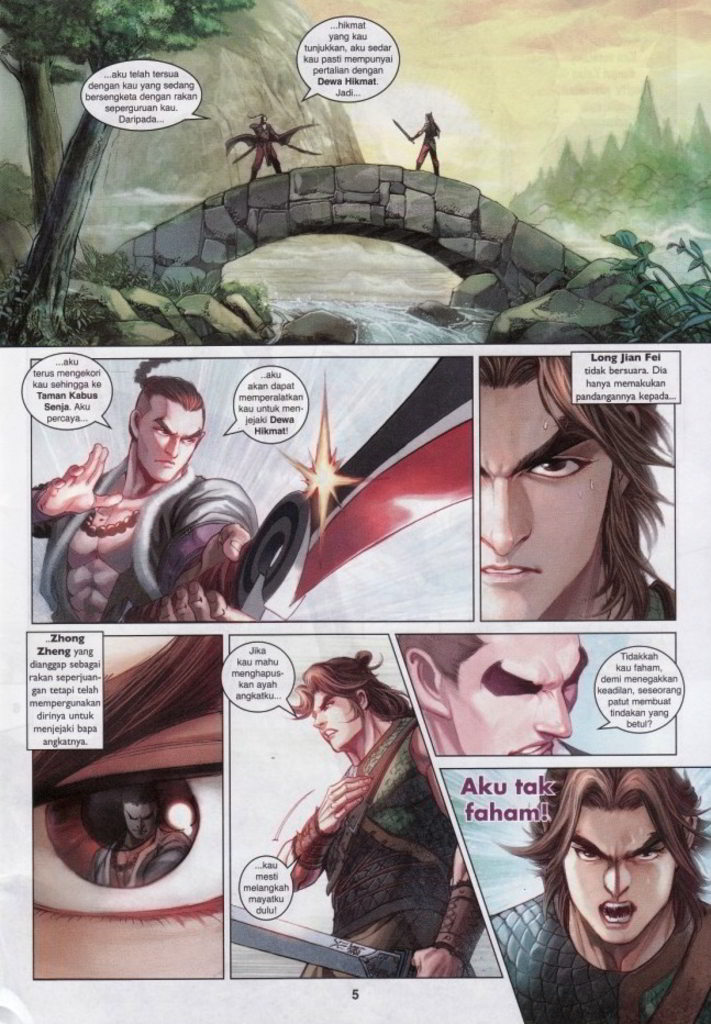 ...aku telah tersua
dengan kau yang sedang
bersengketa dengan rakan
seperguruan kau.
Daripada...
...hikmat
yang kau
tunjukkan, aku sedar
kau pasti mempunyai
pertalian dengan
Dewa Hikmat.
Jadi...
...aku
terus mengekori
kau sehingga ke
Taman Kabus
Senja. Aku
percaya...
..aku
akan dapat
memperalatkan
kau untuk men-
jejaki Dewa
Hikmat!
Long Jian Fei
tidak bersuara. Dia
hanya memakukan
pandangannya kepada...
..Zhong
Zheng yang
dianggap sebagai
rakan seperjuan-
gan tetapi telah
mempergunakan
dirinya untuk
menjejaki bapa
angkatnya.
Jika
kau mahu
menghapus-
kan ayah
angkatku...
...kau
mesti
melangkah
mayatku
dulu!
Tidakkah
kau faham,
demi menegakkan
keadilan, seseorang
patut membuat
tindakan yang
betul?
Aku tak
faham!
5